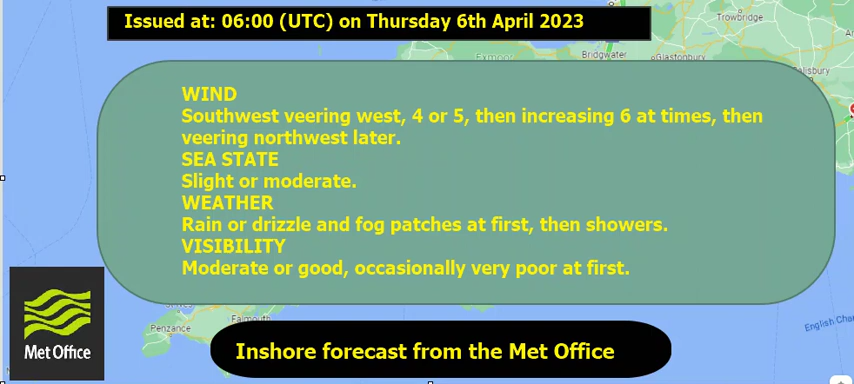 Issued at: 06:00 (UTC) on Thursday 6th April 2023
Trowbridge
Exmoor
Bridgwater
Glastonbury
WIND
Southwest veering west, 4 or 5, then increasing 6 at times, then
veering northwest later.
SEA STATE
Slight or moderate.
WEATHER
Rain or drizzle and fog patches at first, then showers.
VISIBILITY
Moderate or good, occasionally very poor at first.
Falmouth
Penzance
English Cha
Met Office
Inshore forecast from the Met Office